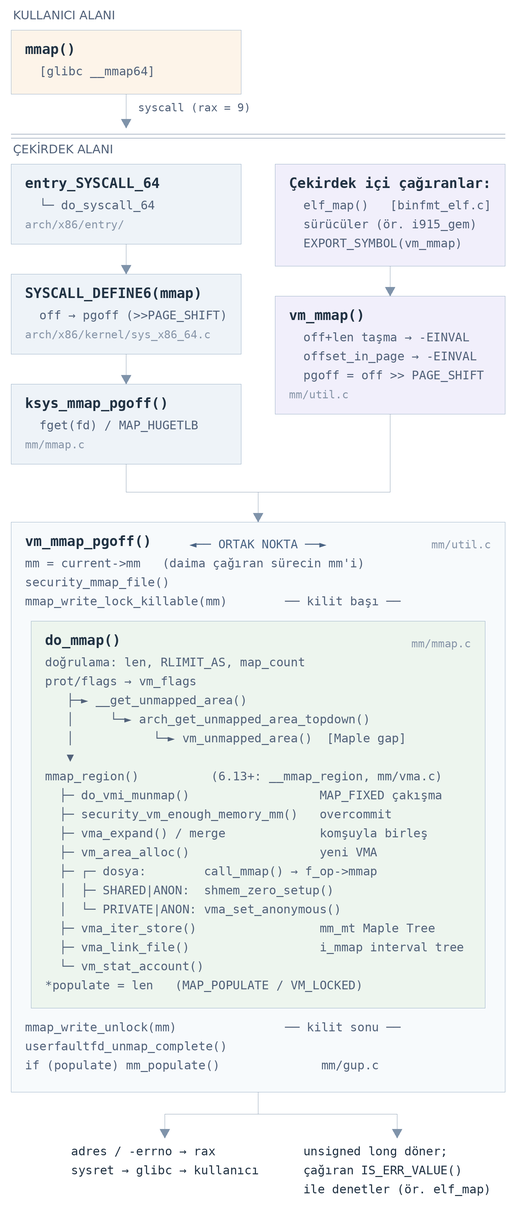 KULLANICI ALANI
mmap()
[glibc __mmap64]
syscall (rax = 9)
ÇEKİRDEK ALANI
entry_SYSCALL_64
└─ do_syscall_64
arch/x86/entry/
SYSCALL_DEFINE6(mmap)
off → pgoff (>>PAGE_SHIFT)
arch/x86/kernel/sys_x86_64.c
ksys_mmap_pgoff()
fget(fd) / MAP_HUGETLB
mm/mmap.c
Çekirdek içi çağıranlar:
elf_map()   [binfmt_elf.c]
sürücüler (ör. i915_gem)
EXPORT_SYMBOL(vm_mmap)
vm_mmap()
off+len taşma → -EINVAL
offset_in_page → -EINVAL
pgoff = off >> PAGE_SHIFT
mm/util.c
vm_mmap_pgoff()   ◄── ORTAK NOKTA ──►   mm/util.c
mm = current->mm   (daima çağıran sürecin mm'i)
security_mmap_file()
mmap_write_lock_killable(mm)        ── kilit başı ──
do_mmap()   mm/mmap.c
doğrulama: len, RLIMIT_AS, map_count
prot/flags → vm_flags
   ├─► __get_unmapped_area()
   │     └─► arch_get_unmapped_area_topdown()
   │           └─► vm_unmapped_area()  [Maple gap]
   ▼
mmap_region()          (6.13+: __mmap_region, mm/vma.c)
  ├─ do_vmi_munmap()                  MAP_FIXED çakışma
  ├─ security_vm_enough_memory_mm()   overcommit
  ├─ vma_expand() / merge             komşuyla birleş
  ├─ vm_area_alloc()                  yeni VMA
  ├─ ┌─ dosya:        call_mmap() → f_op->mmap
  │  ├─ SHARED|ANON:  shmem_zero_setup()
  │  └─ PRIVATE|ANON: vma_set_anonymous()
  ├─ vma_iter_store()                 mm_mt Maple Tree
  ├─ vma_link_file()                  i_mmap interval tree
  └─ vm_stat_account()
*populate = len   (MAP_POPULATE / VM_LOCKED)
mmap_write_unlock(mm)               ── kilit sonu ──
userfaultfd_unmap_complete()
if (populate) mm_populate()              mm/gup.c
adres / -errno → rax
sysret → glibc → kullanıcı
unsigned long döner;
çağıran IS_ERR_VALUE()
ile denetler (ör. elf_map)